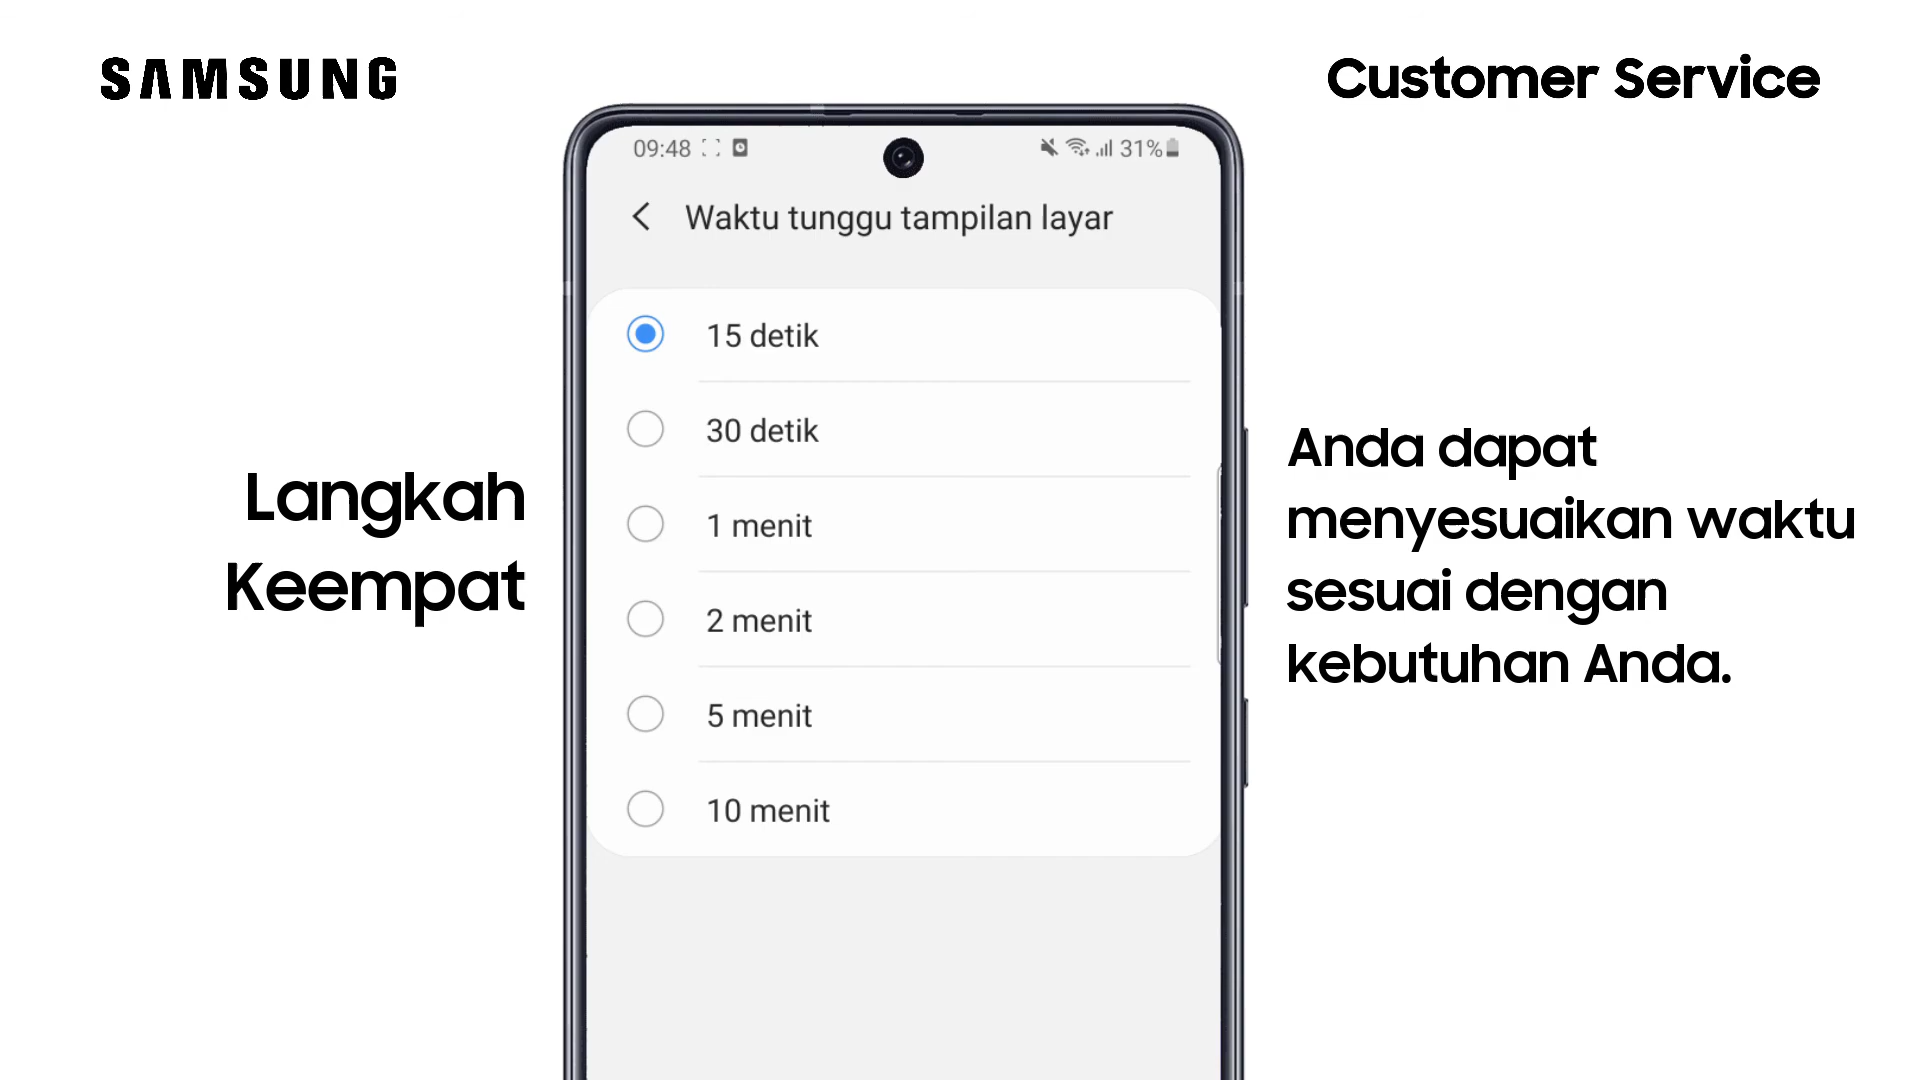 SAMSUNG
Customer Service
09:48
31%
Waktu tunggu tampilan layar
15 detik
30 detik
1 menit
2 menit
5 menit
10 menit
Langkah
Keempat
Anda dapat
menyesuaikan waktu
sesuai dengan
kebutuhan Anda.